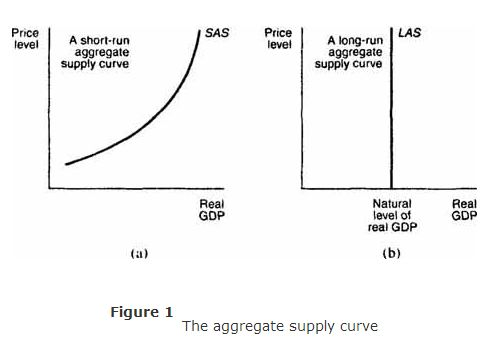 Price
level
A short-run
aggregate
supply curve
SAS
Real
GDP
(a)
Price
level
A long-run
aggregate
supply curve
LAS
Natural
level of
real GDP
Real
GDP
(b)
Figure 1
The aggregate supply curve